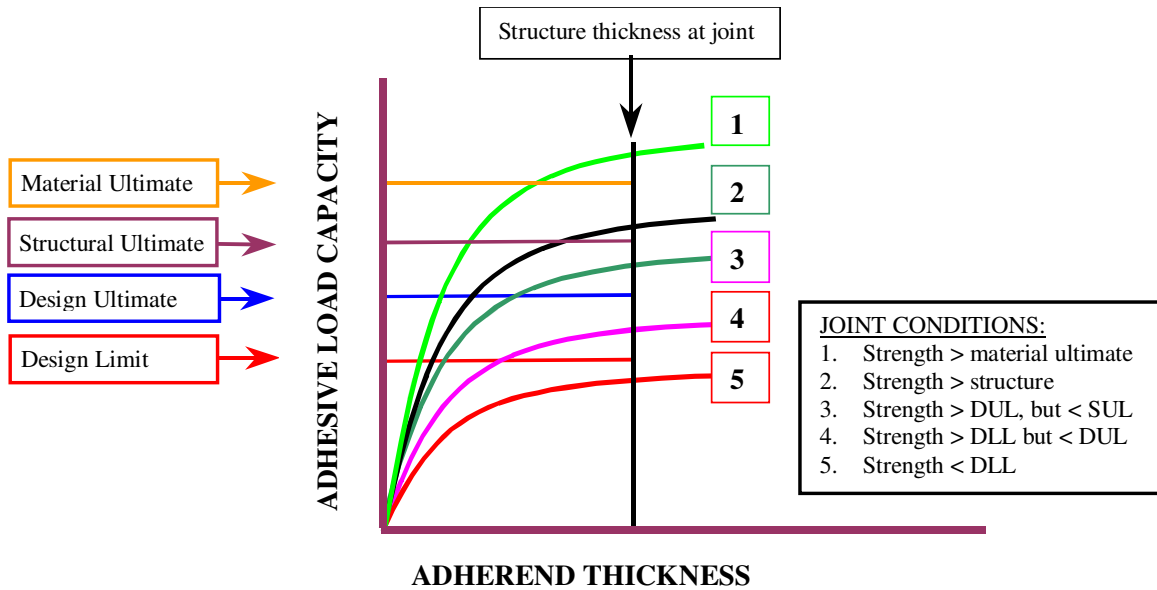 Structure thickness at joint
ADHESIVE LOAD CAPACITY
Material Ultimate
Structural Ultimate
Design Ultimate
Design Limit
1
2
3
4
5
JOINT CONDITIONS:
1. Strength > material ultimate
2. Strength > structure
3. Strength > DUL, but < SUL
4. Strength > DLL but < DUL
5. Strength < DLL
ADHEREND THICKNESS